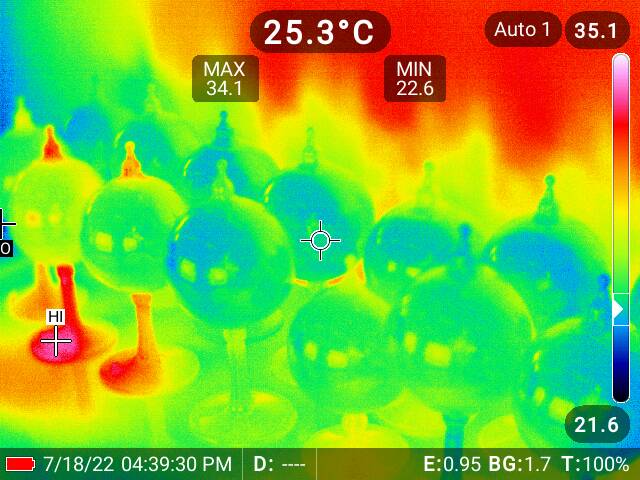 25.3°C
Auto 1
35.1
MAX
34.1
MIN
22.6
O
HI
21.6
7/18/22 04:39:30 PM
D: ----
E:0.95 BG:1.7 T:100%